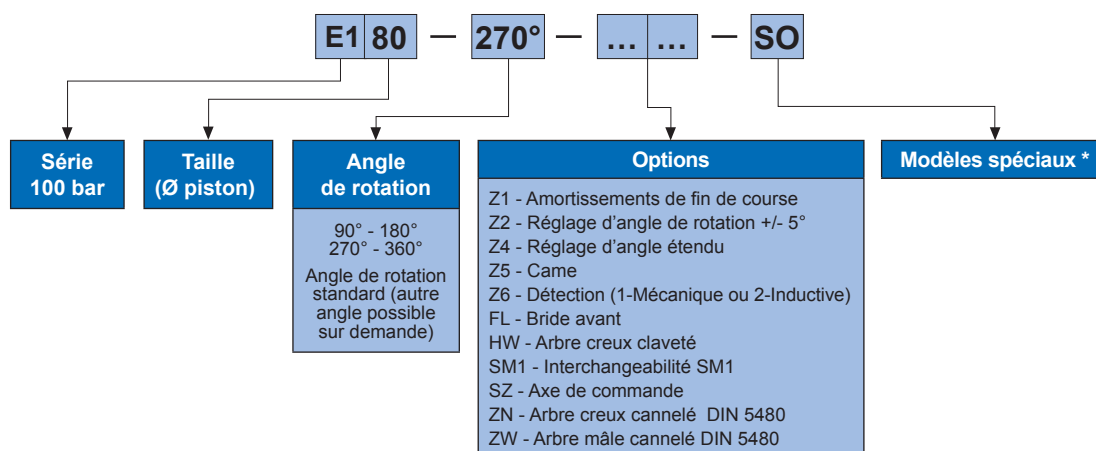 E1 80 — 270° — ... ... — SO
Série
100 bar
Taille
(Ø piston)
Angle
de rotation
90° - 180°
270° - 360°
Angle de rotation
standard (autre
angle possible
sur demande)
Options
Z1 - Amortissements de fin de course
Z2 - Réglage d'angle de rotation +/- 5°
Z4 - Réglage d'angle étendu
Z5 - Came
Z6 - Détection (1-Mécanique ou 2-Inductive)
FL - Bride avant
HW - Arbre creux claveté
SM1 - Interchangeabilité SM1
SZ - Axe de commande
ZN - Arbre creux cannelé DIN 5480
ZW - Arbre mâle cannelé DIN 5480
Modèles spéciaux *